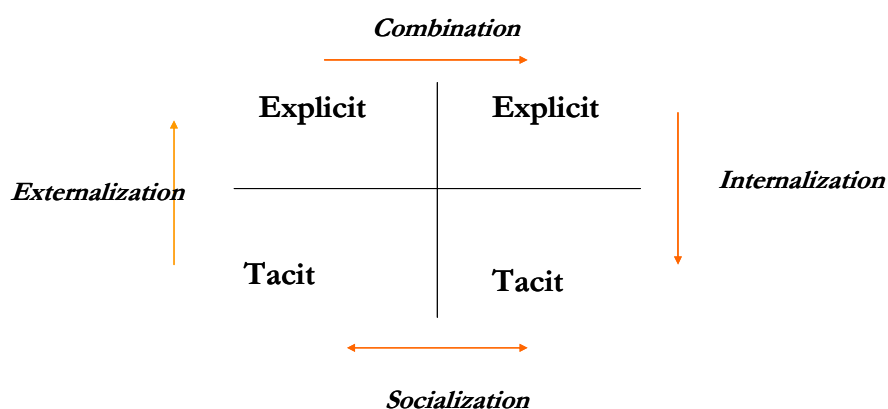 Combination
Explicit
Explicit
Externalization
Internalization
Tacit
Tacit
Socialization